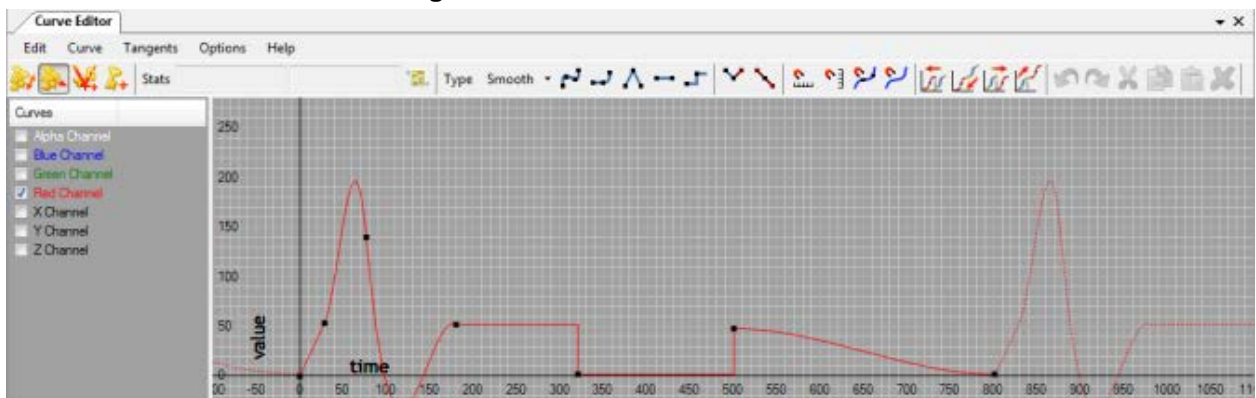 Curve Editor
Edit Curve Tangents Options Help
Stats
Type Smooth
Curves
Alpha Channel
Blue Channel
Green Channel
Red Channel
X Channel
Y Channel
Z Channel
250
200
150
100
50
0
value
time
00 -50 50 100 150 200 250 300 350 400 450 500 550 600 650 700 750 800 850 900 950 1000 1050 11